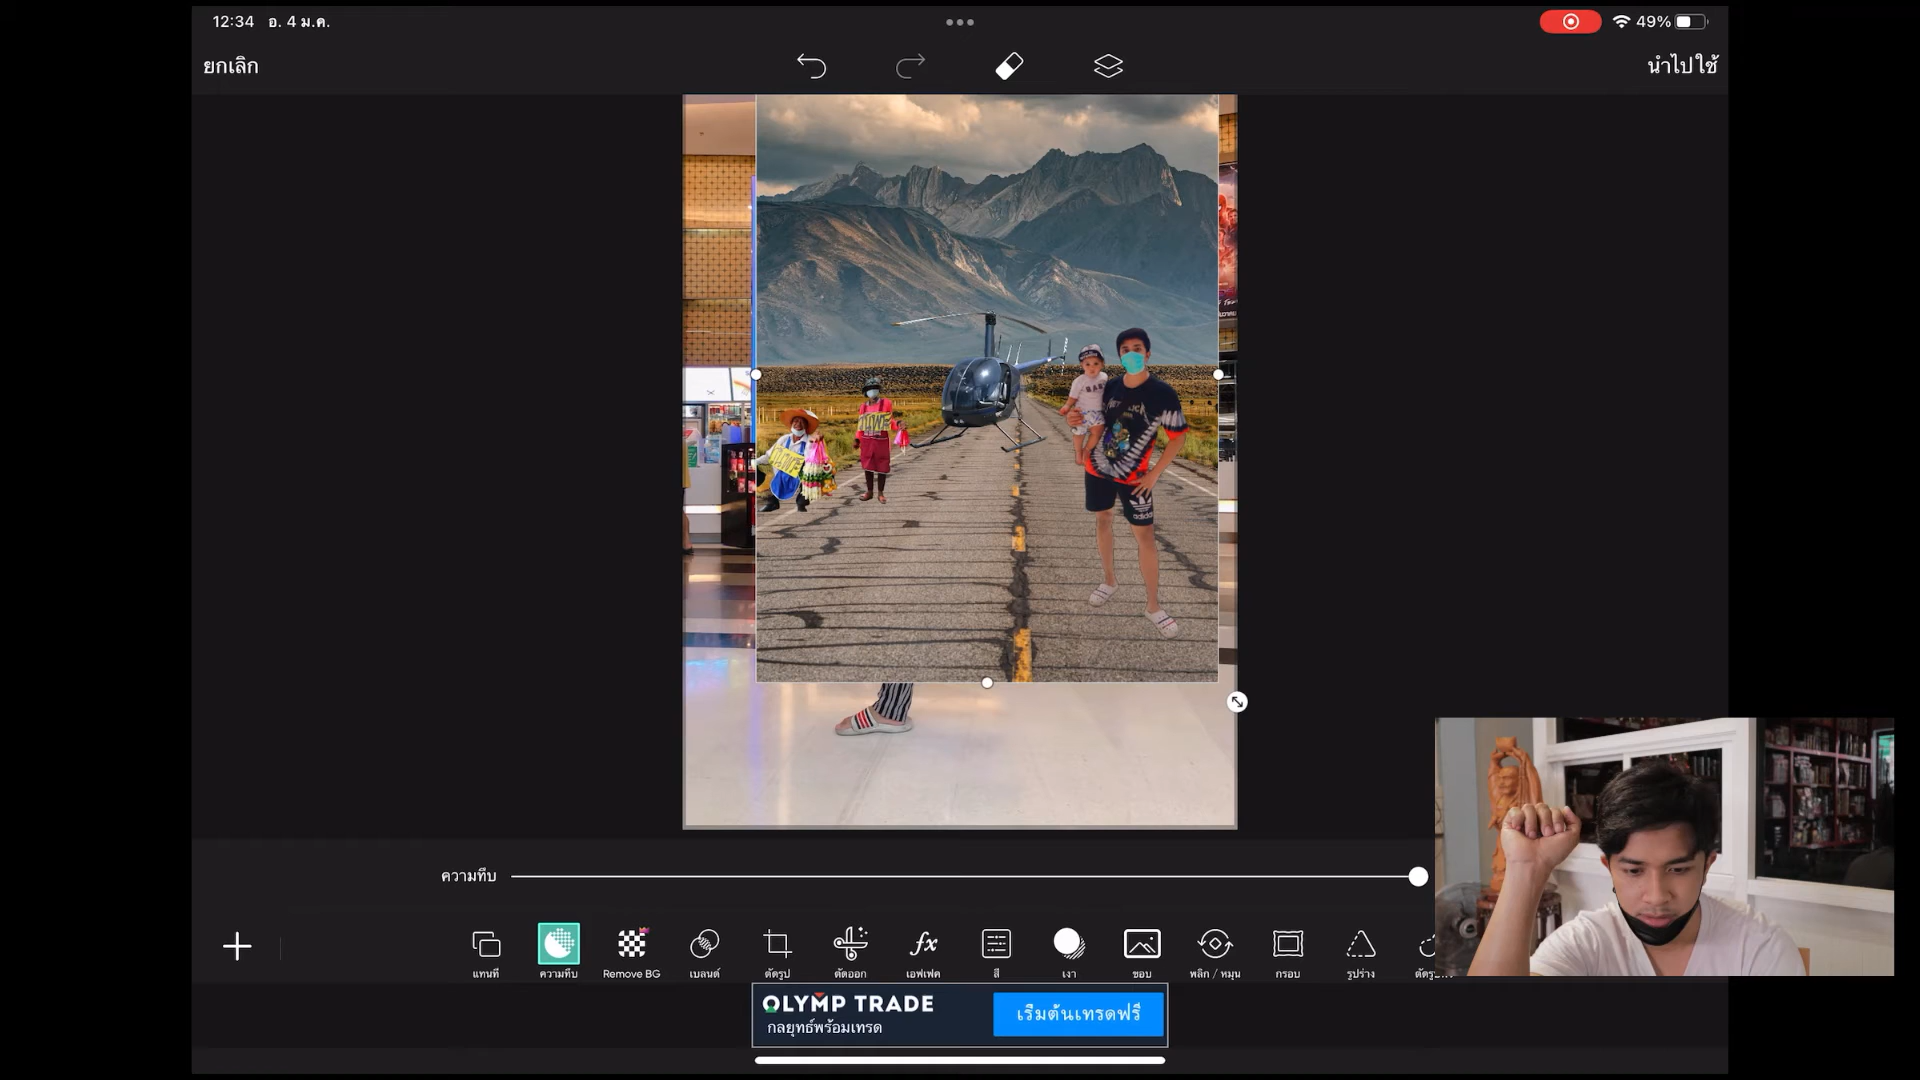 12:34 อ. 4 ม.ค.
49%
ยกเลิก
นำไปใช้
adidas
ความทึบ
แทนที่
ความทึบ
Remove BG
เบลนด์
ตัดรูป
ตัดออก
เอฟเฟค
สี
เงา
ขอบ
พลิก / หมุน
กรอบ
รูปร่าง
OLYMP TRADE
กลยุทธ์พร้อมเทรด
เริ่มต้นเทรดฟรี